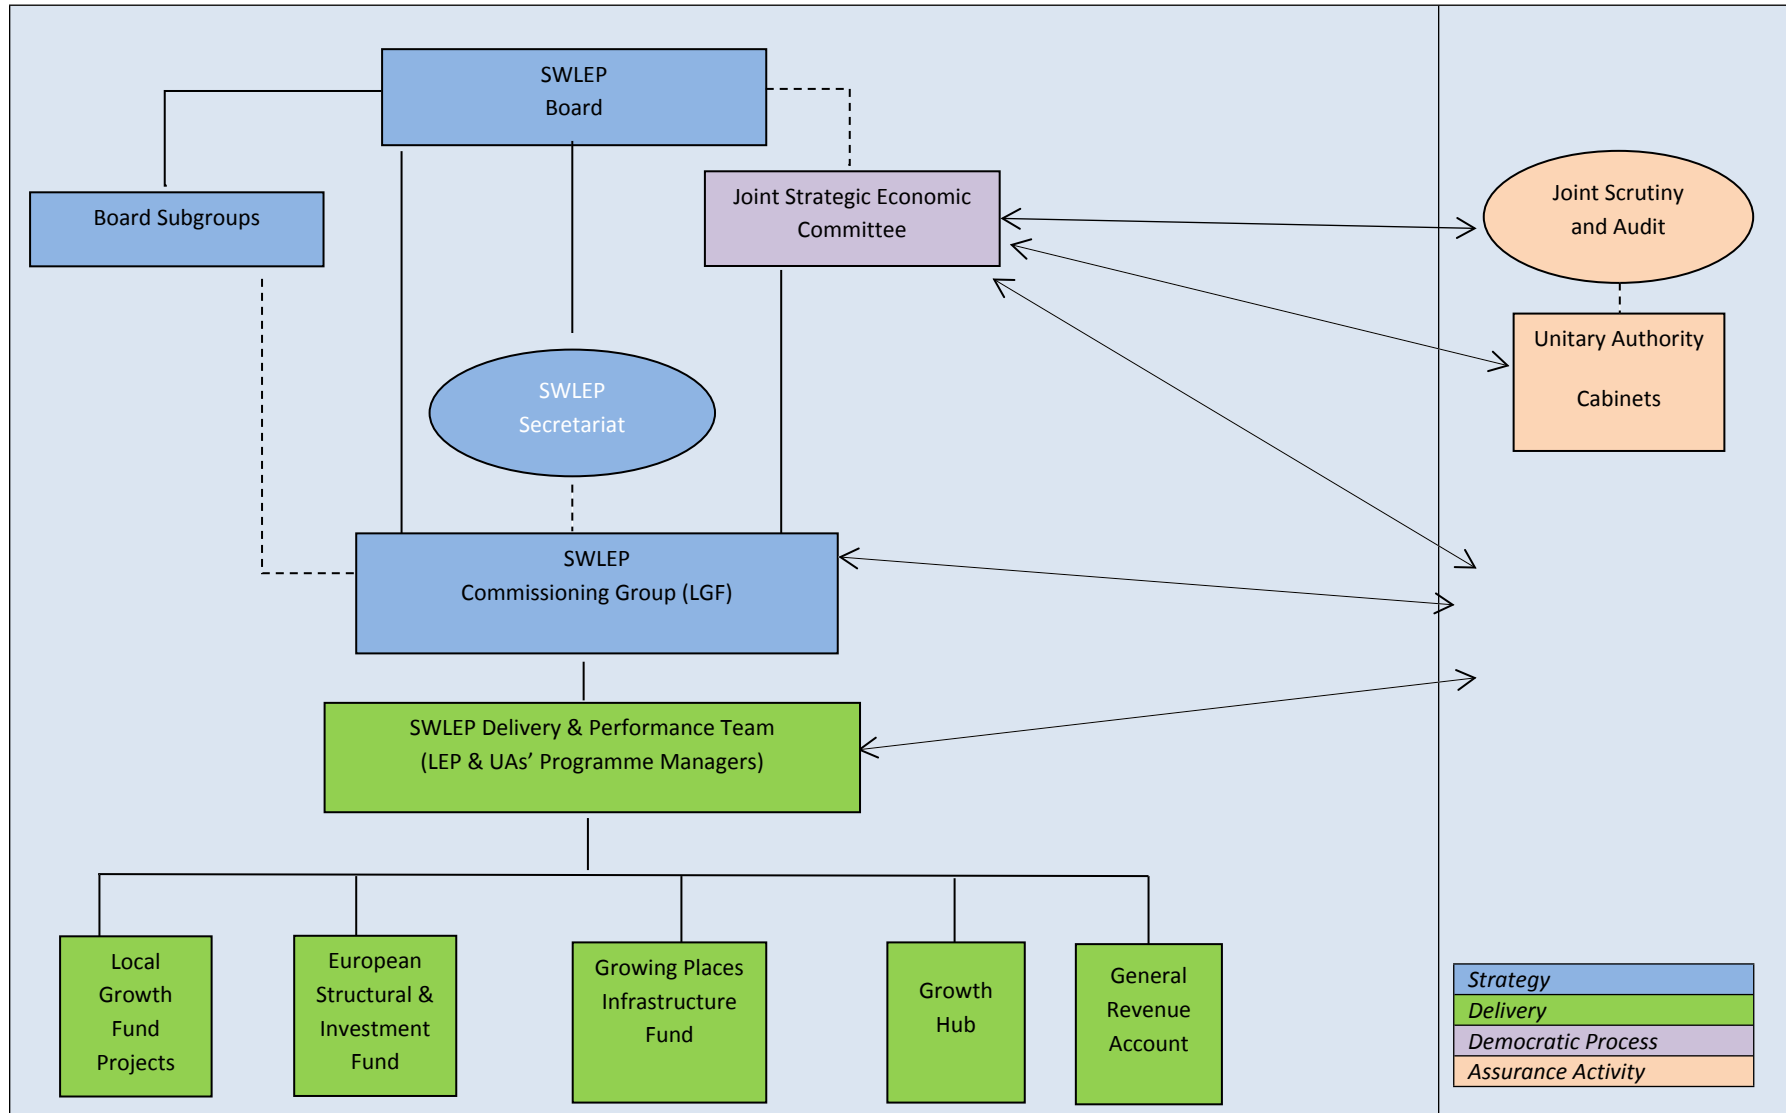 SWLEP
Board
Board Subgroups
Joint Strategic Economic
Committee
Joint Scrutiny
and Audit
Unitary Authority
Cabinets
SWLEP
Secretariat
SWLEP
Commissioning Group (LGF)
SWLEP Delivery & Performance Team
(LEP & UAs’ Programme Managers)
Local
Growth
Fund
Projects
European
Structural &
Investment
Fund
Growing Places
Infrastructure
Fund
Growth
Hub
General
Revenue
Account
Strategy
Delivery
Democratic Process
Assurance Activity